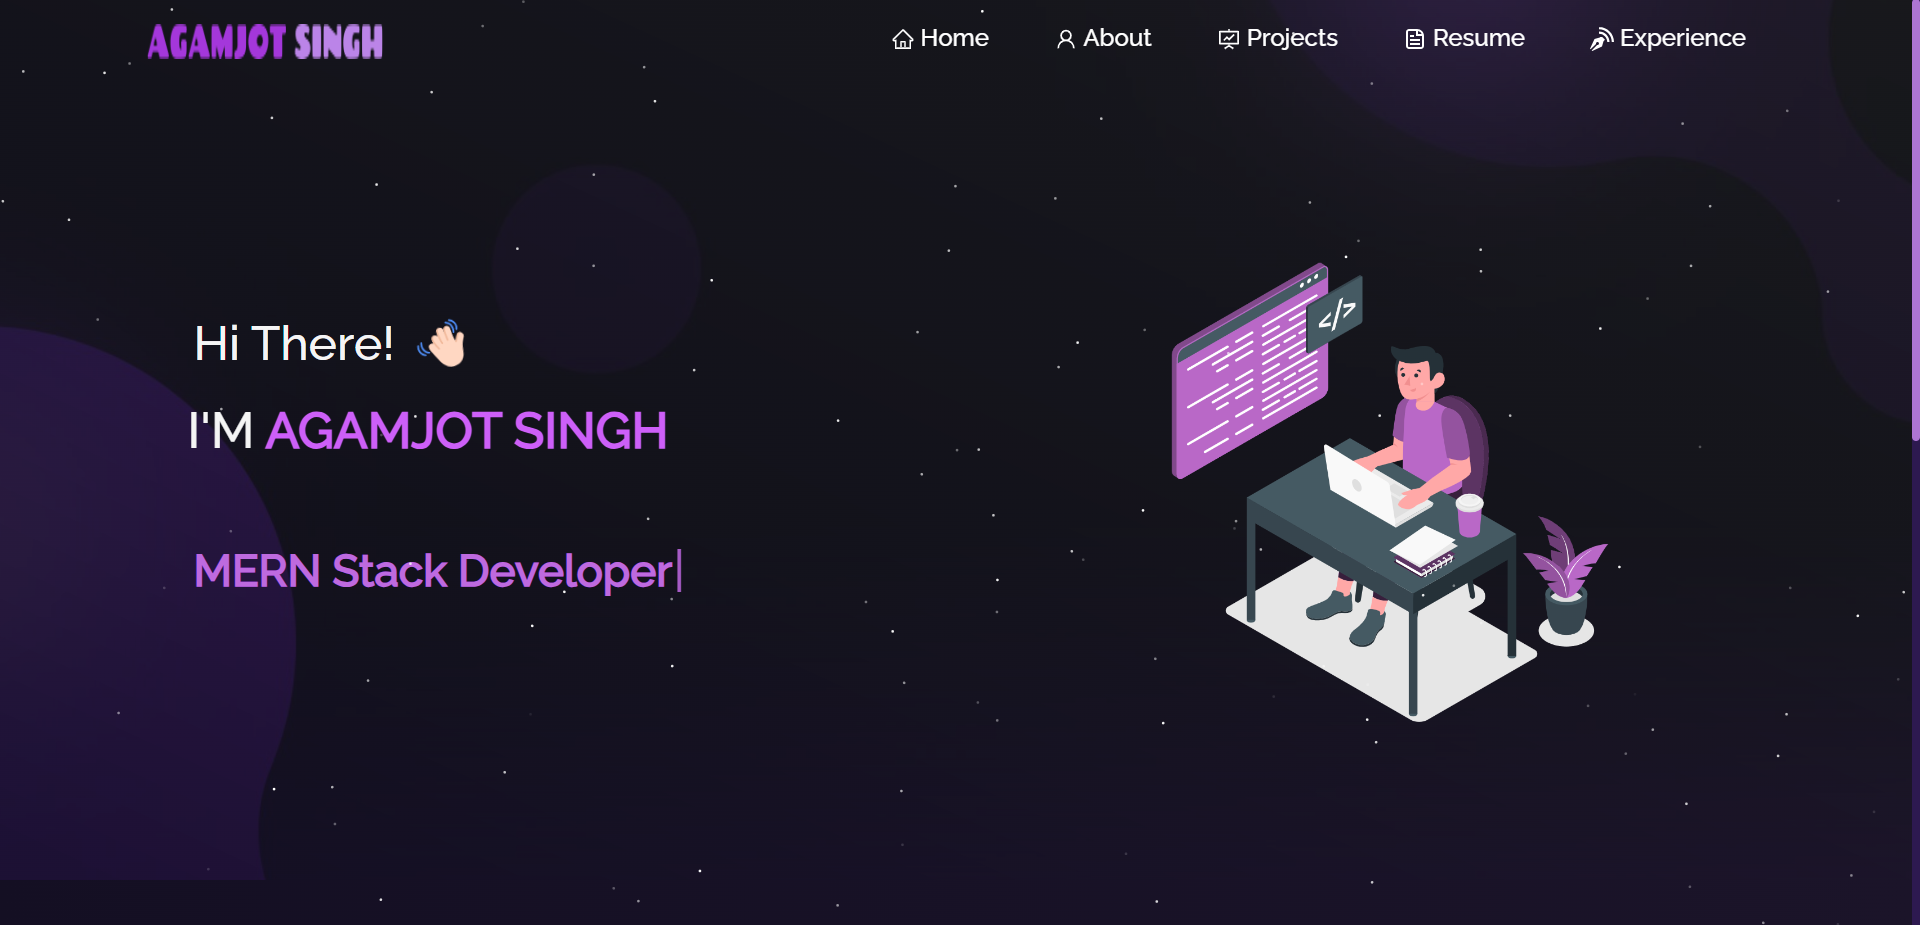 AGAMJOT SINGH
Home About Projects Resume Experience
</>
Hi There! 👋🏻
I'M AGAMJOT SINGH
MERN Stack Developer|